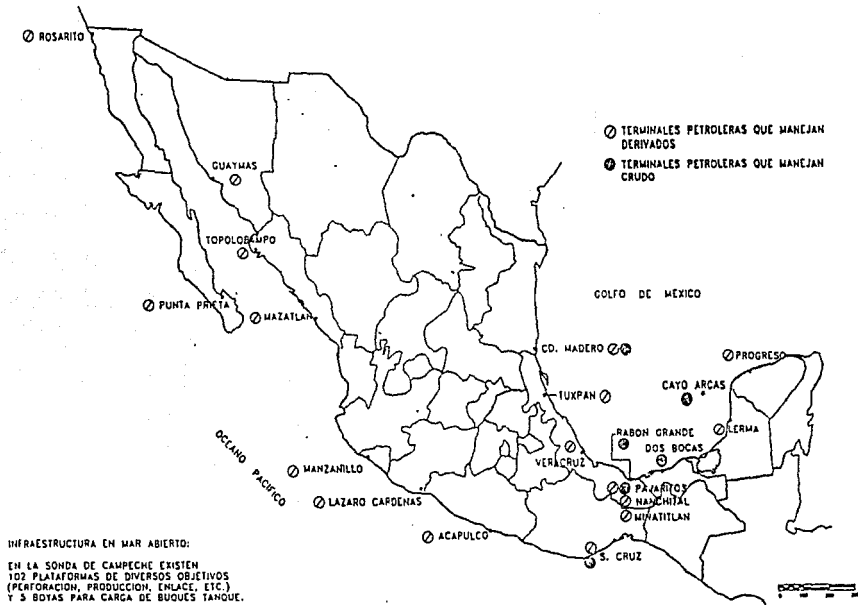 ROSARITO
TERMINALES PETROLERAS QUE MANEJAN
DERIVADOS
TERMINALES PETROLERAS QUE MANEJAN
CRUDO
GUAYMAS
TOPOLOBAMPO
PUNTA PRIETA
MAZATLAN
GOLFO DE MÉXICO
CD. MADERO
PROGRESO
CAYO ARCAS
TUXPAN
LERMA
RABON GRANDE
DOS BOCAS
VERACRUZ
OCEANO PACIFICO
MANZANILLO
PAJARITOS
LAZARO CARDENAS
NANCHITAL
MINATITLAN
ACAPULCO
S. CRUZ
INFRAESTRUCTURA EN MAR ABIERTO:
EN LA SONDA DE CAMPECHE EXISTEN
102 PLATAFORMAS DE DIVERSOS OBJETIVOS
(PERFORACION, PRODUCCION, ENLACE, ETC.)
Y 5 BOYAS PARA CARGA DE BUQUES TANQUE.